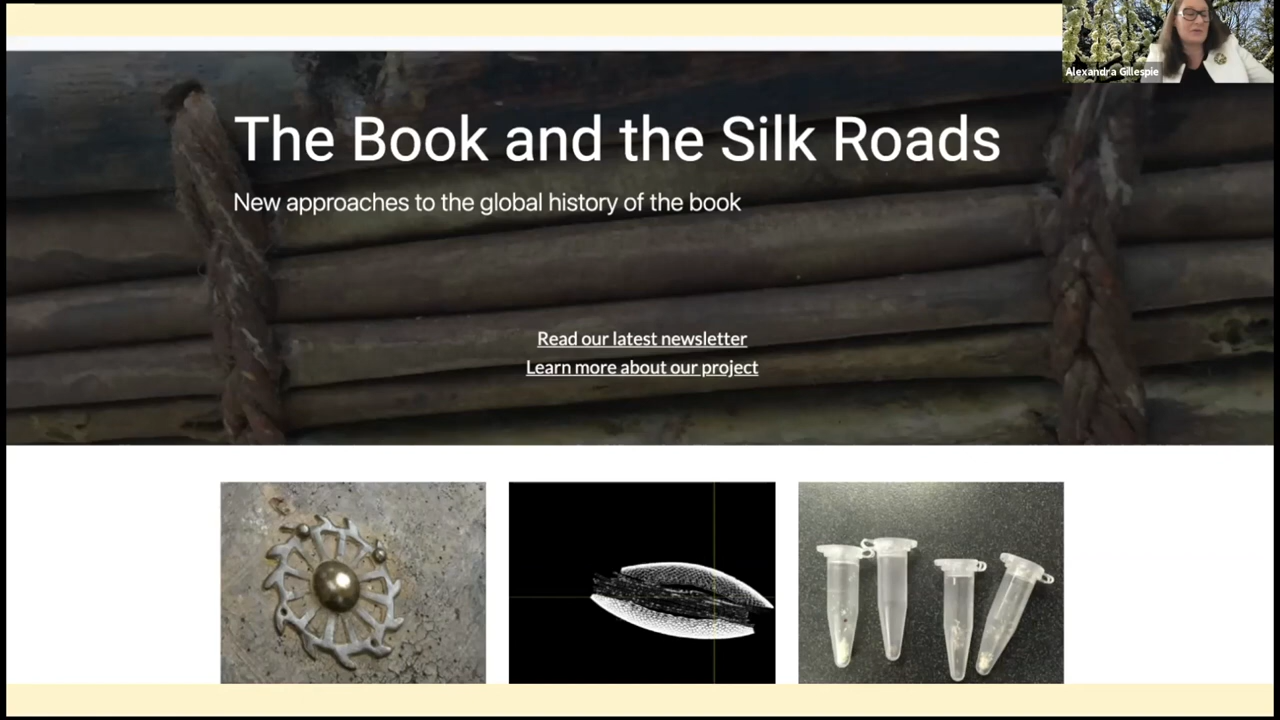 Alexandra Gillespie
The Book and the Silk Roads
New approaches to the global history of the book
Read our latest newsletter
Learn more about our project